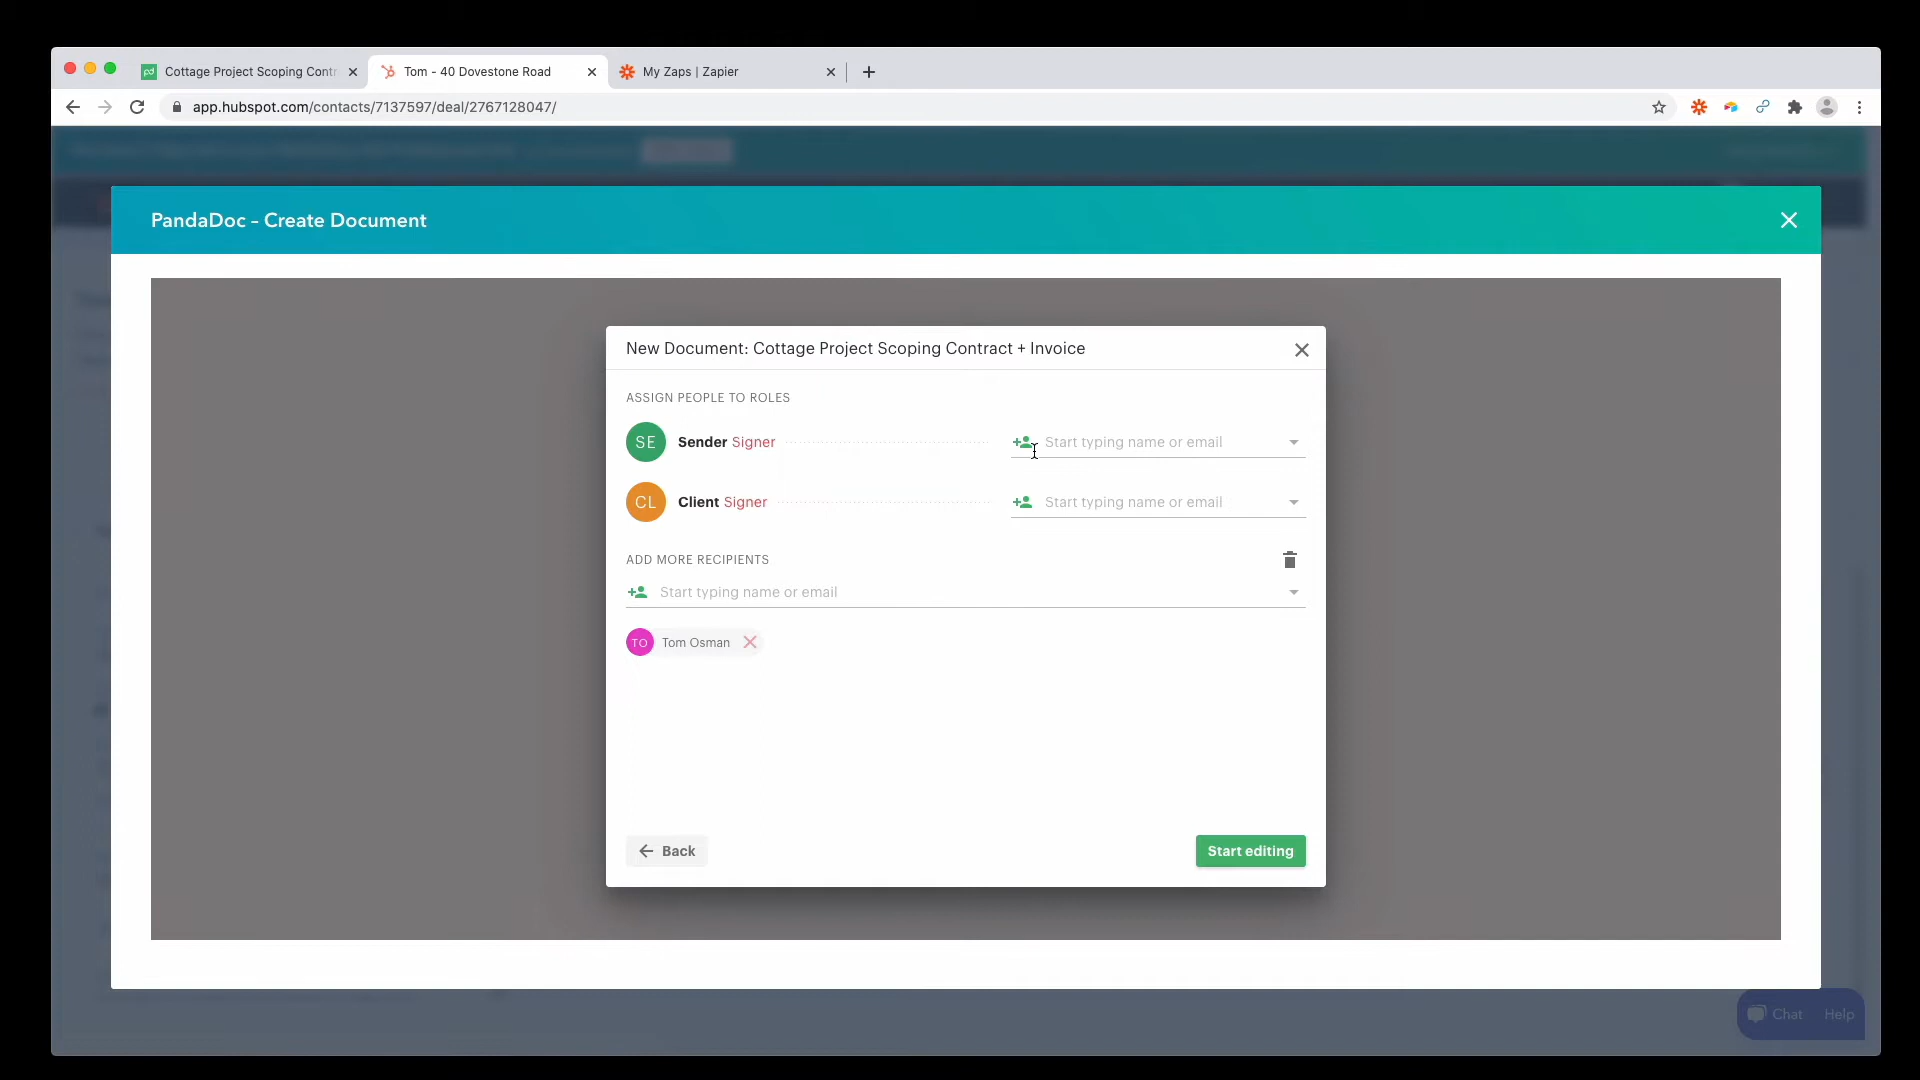 Cottage Project Scoping Contr
Tom - 40 Dovestone Road
My Zaps | Zapier
app.hubspot.com/contacts/7137597/deal/2767128047/
PandaDoc - Create Document
New Document: Cottage Project Scoping Contract + Invoice
ASSIGN PEOPLE TO ROLES
SE Sender Signer Start typing name or email
CL Client Signer Start typing name or email
ADD MORE RECIPIENTS
Start typing name or email
TO Tom Osman
Back
Start editing
Chat Help